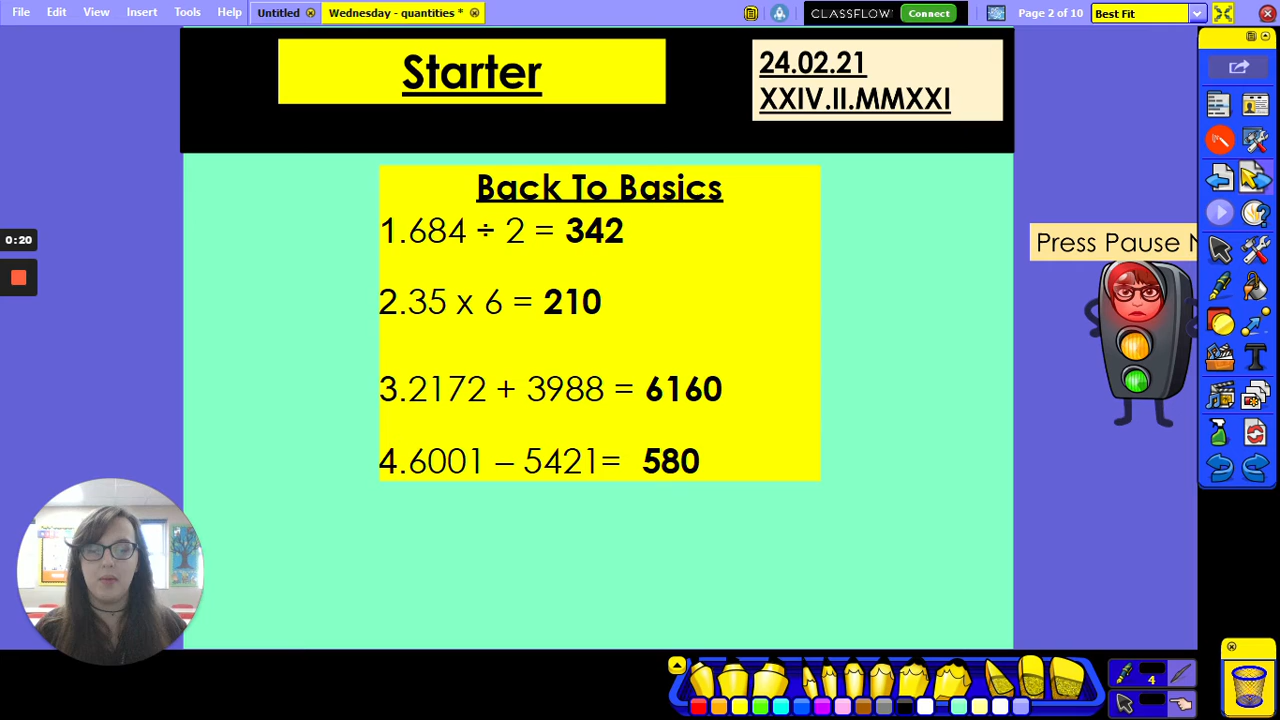 File Edit View Insert Tools Help Untitled Wednesday - quantities * CLASSFLOW Connect Page 2 of 10 Best Fit
Starter
24.02.21
XXIV.II.MMXXI
Back To Basics
1.684 ÷ 2 = 342
0:20
Press Pause N
2.35 x 6 = 210
3.2172 + 3988 = 6160
4.6001 – 5421= 580
4